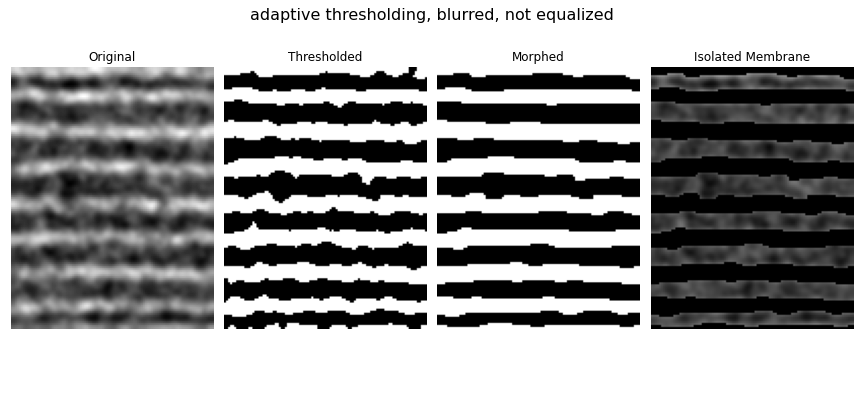 adaptive thresholding, blurred, not equalized
Original
Thresholded
Morphed
Isolated Membrane